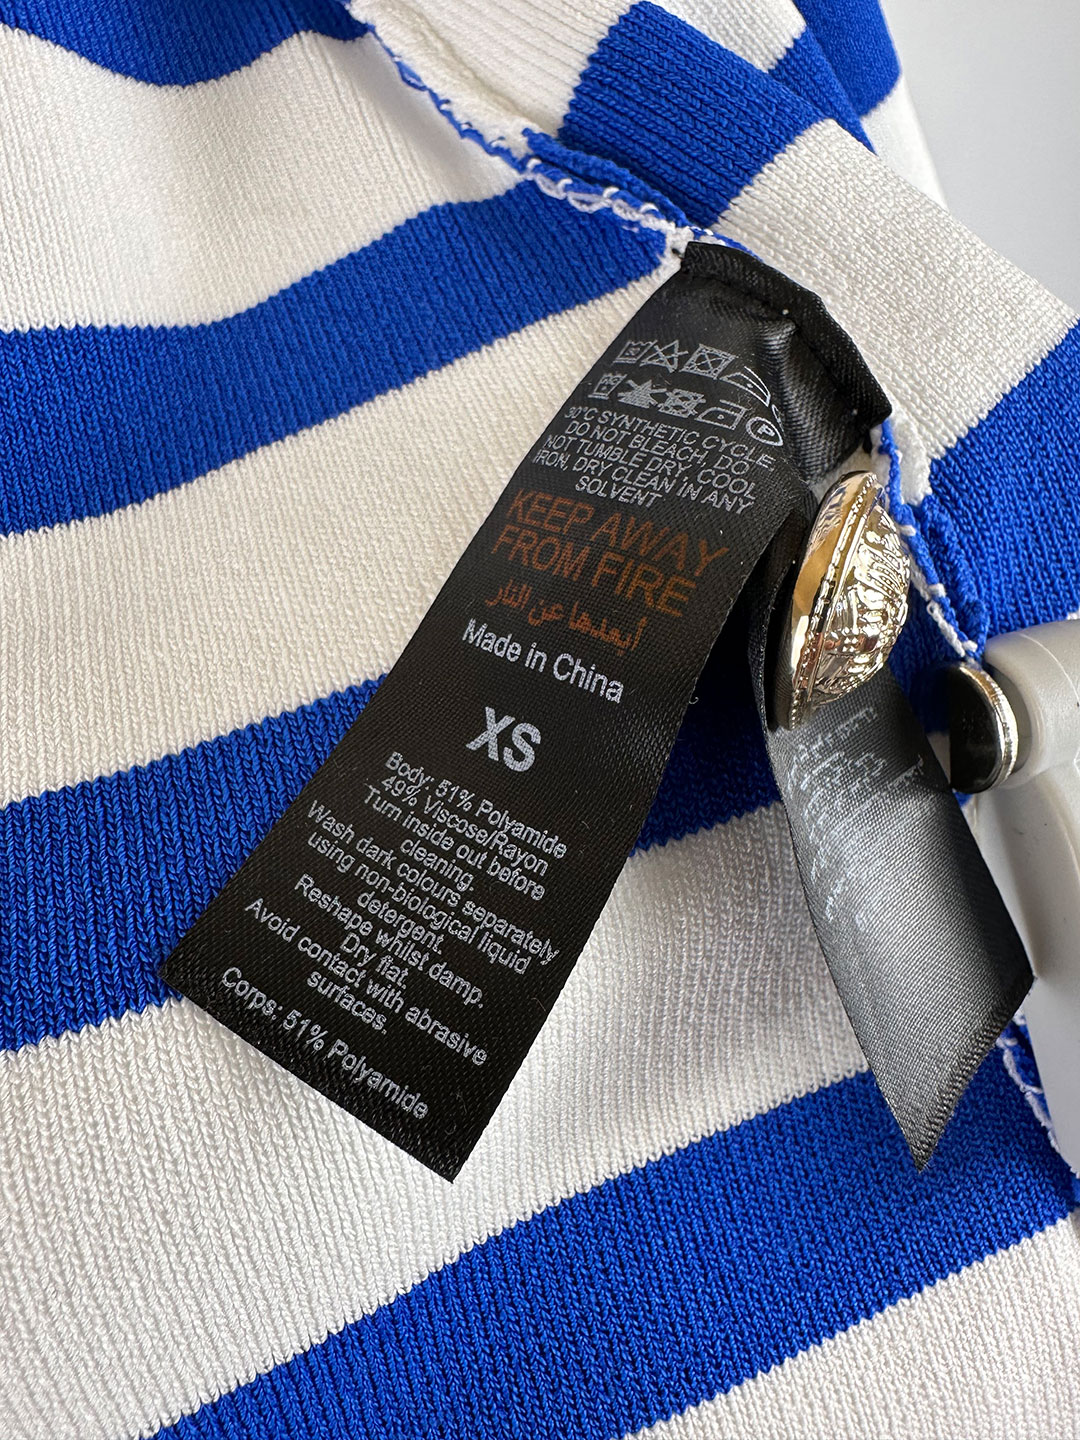 30°C SYNTHETIC CYCLE,
DO NOT BLEACH, DO
NOT TUMBLE DRY, COOL
IRON, DRY CLEAN IN ANY
SOLVENT
KEEP AWAY
FROM FIRE
أبعدها عن النار
Made in China
XS
Body: 51% Polyamide
49% Viscose/Rayon
Turn inside out before
cleaning.
Wash dark colours separately
using non-biological liquid
detergent.
Reshape whilst damp.
Dry flat.
Avoid contact with abrasive
surfaces.
Corps: 51% Polyamide